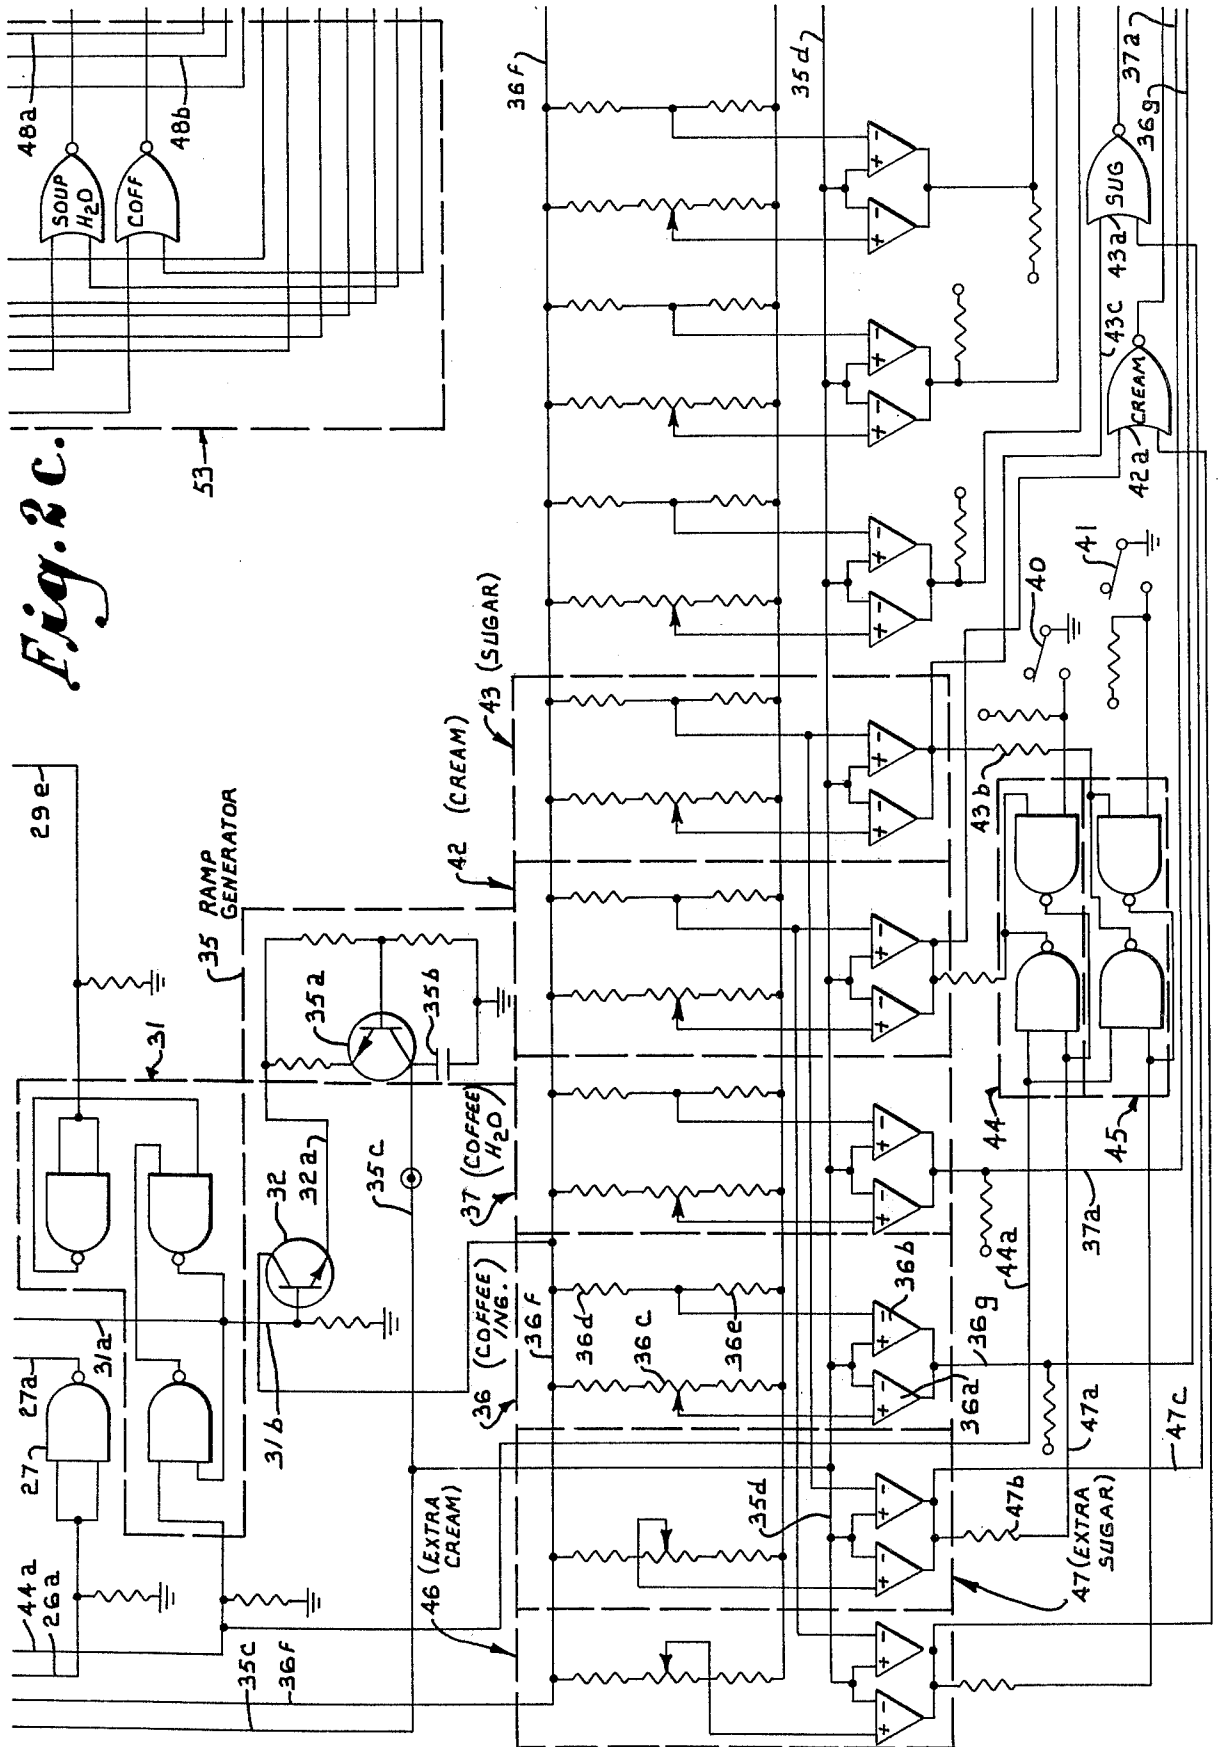 Fig. 2C.
48a
48b
SOUP
H2O
COFF
53
29e
31
27a
27
31a
31b
44a
26a
35c
36f
35 RAMP
GENERATOR
35a
35b
32
32a
35c
36f
35d
43 (SUGAR)
42 (CREAM)
37 (COFFEE
H2O)
36 (COFFEE
ING.)
46 (EXTRA
CREAM)
36f
36d
36c
36e
36b
36a
35d
36g
47b
47 (EXTRA
SUGAR)
47a
47c
44a
37a
44
45
43b
40
41
42a
CREAM
43c
43a
SUG
36g
37a
+
-
+
-
+
-
+
-
+
-
+
-
+
-
+
-
+
-